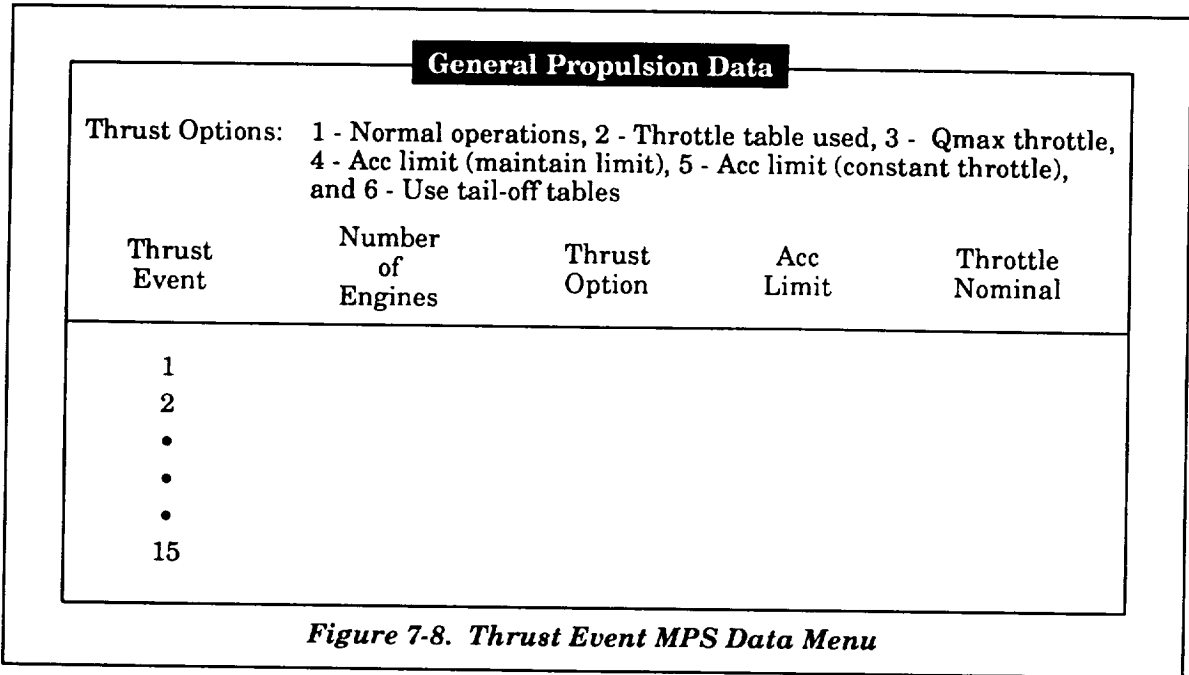 General Propulsion Data
Thrust Options: 1 - Normal operations, 2 - Throttle table used, 3 - Qmax throttle,
4 - Acc limit (maintain limit), 5 - Acc limit (constant throttle),
and 6 - Use tail-off tables
Thrust Event
Number of Engines
Thrust Option
Acc Limit
Throttle Nominal
1
2
•
•
•
15
Figure 7-8. Thrust Event MPS Data Menu